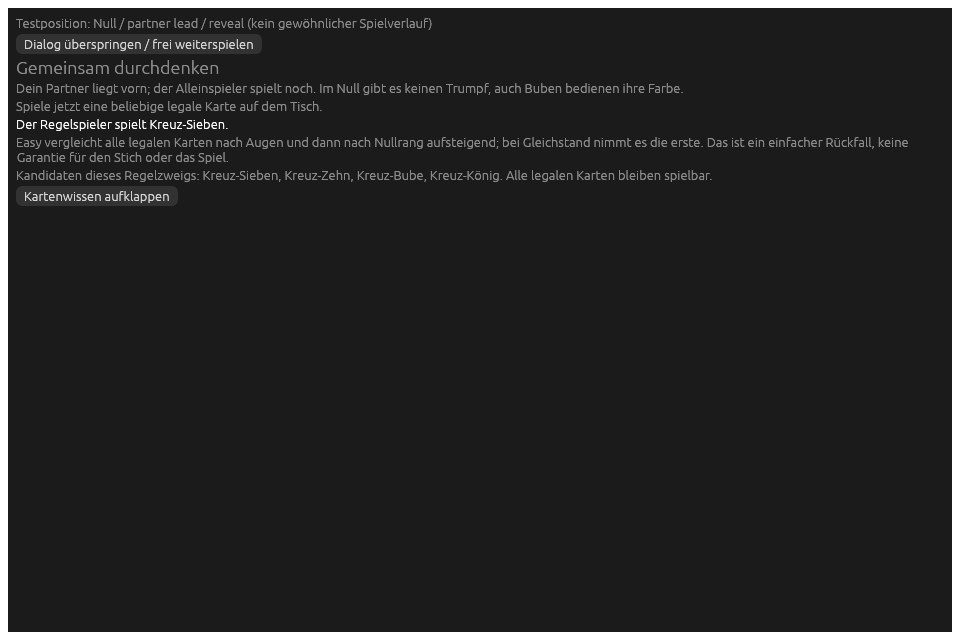 Testposition: Null / partner lead / reveal (kein gewöhnlicher Spielverlauf)
Dialog überspringen / frei weiterspielen
Gemeinsam durchdenken
Dein Partner liegt vorn; der Alleinspieler spielt noch. Im Null gibt es keinen Trumpf, auch Buben bedienen ihre Farbe.
Spiele jetzt eine beliebige legale Karte auf dem Tisch.
Der Regelspieler spielt Kreuz-Sieben.
Easy vergleicht alle legalen Karten nach Augen und dann nach Nullrang aufsteigend; bei Gleichstand nimmt es die erste. Das ist ein einfacher Rückfall, keine
Garantie für den Stich oder das Spiel.
Kandidaten dieses Regelzweigs: Kreuz-Sieben, Kreuz-Zehn, Kreuz-Bube, Kreuz-König. Alle legalen Karten bleiben spielbar.
Kartenwissen aufklappen